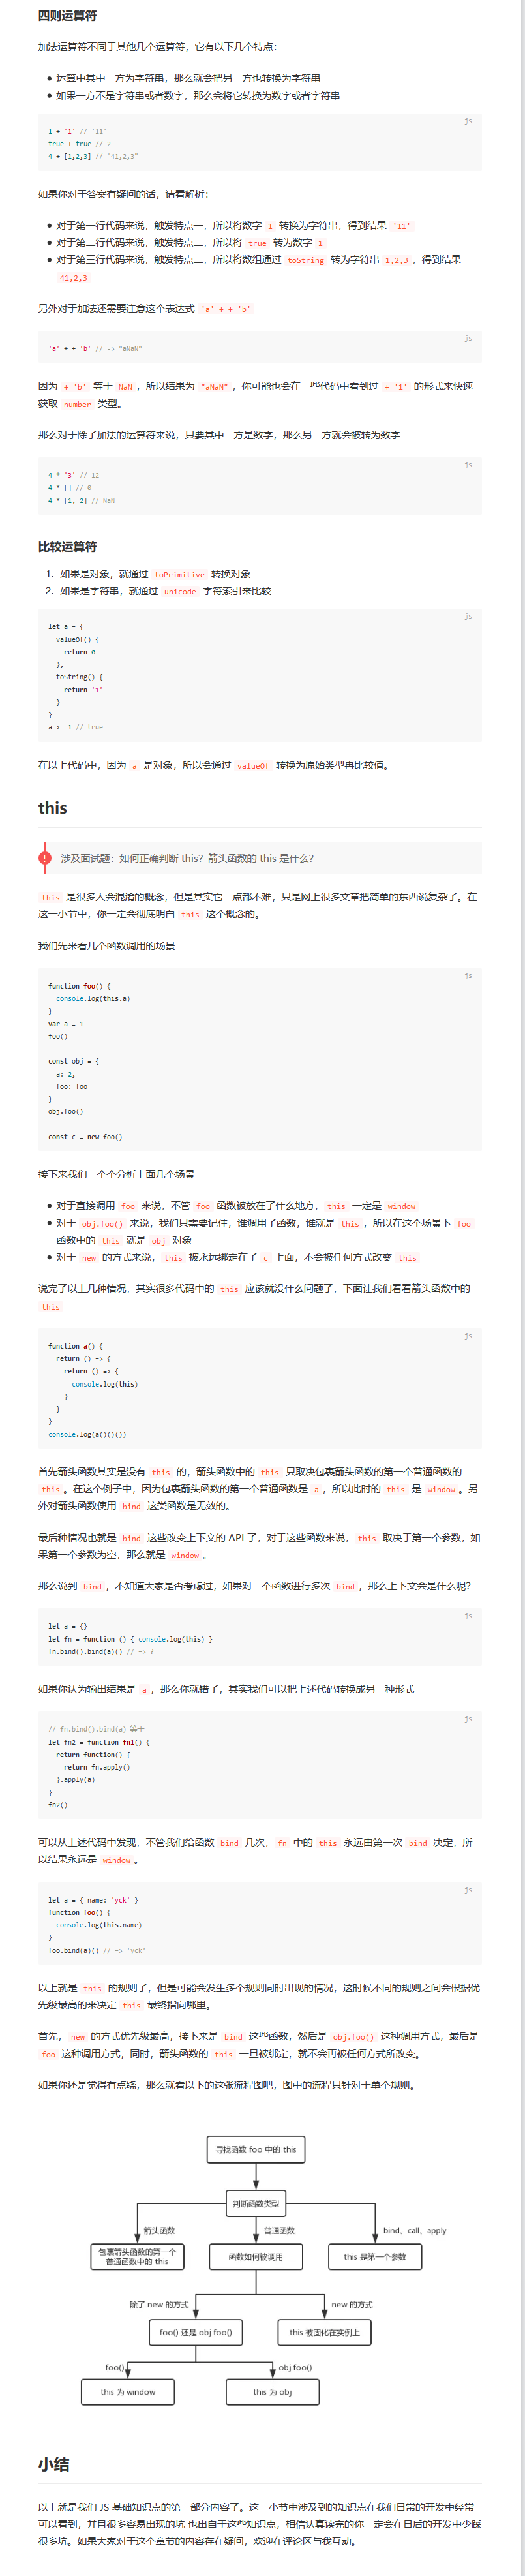 四则运算符
加法运算符不同于其他几个运算符，它有以下几个特点：
运算中其中一方为字符串，那么就会把另一方也转换为字符串
如果一方不是字符串或者数字，那么会将它转换为数字或者字符串
js
1 + '1' // '11'
true + true // 2
4 + [1,2,3] // "41,2,3"
如果你对于答案有疑问的话，请看解析：
对于第一行代码来说，触发特点一，所以将数字 1 转换为字符串，得到结果 '11'
对于第二行代码来说，触发特点二，所以将 true 转为数字 1
对于第三行代码来说，触发特点二，所以将数组通过 toString 转为字符串 1,2,3 ，得到结果
41,2,3
另外对于加法还需要注意这个表达式 'a' + + 'b'
js
'a' + + 'b' // -> "aNaN"
因为 + 'b' 等于 NaN ，所以结果为 "aNaN" ，你可能也会在一些代码中看到过 + '1' 的形式来快速
获取 number 类型。
那么对于除了加法的运算符来说，只要其中一方是数字，那么另一方就会被转为数字
js
4 * '3' // 12
4 * [] // 0
4 * [1, 2] // NaN
比较运算符
1. 如果是对象，就通过 toPrimitive 转换对象
2. 如果是字符串，就通过 unicode 字符索引来比较
js
let a = {
valueOf() {
return 0
},
toString() {
return '1'
}
}
a > -1 // true
在以上代码中，因为 a 是对象，所以会通过 valueOf 转换为原始类型再比较值。
this
! 涉及面试题：如何正确判断 this？箭头函数的 this 是什么？
this 是很多人会混淆的概念，但是其实它一点都不难，只是网上很多文章把简单的东西说复杂了。在
这一小节中，你一定会彻底明白 this 这个概念的。
我们先来看几个函数调用的场景
js
function foo() {
console.log(this.a)
}
var a = 1
foo()
const obj = {
a: 2,
foo: foo
}
obj.foo()
const c = new foo()
接下来我们一个个分析上面几个场景
对于直接调用 foo 来说，不管 foo 函数被放在了什么地方， this 一定是 window
对于 obj.foo() 来说，我们只需要记住，谁调用了函数，谁就是 this ，所以在这个场景下 foo
函数中的 this 就是 obj 对象
对于 new 的方式来说， this 被永远绑定在了 c 上面，不会被任何方式改变 this
说完了以上几种情况，其实很多代码中的 this 应该就没什么问题了，下面让我们看看箭头函数中的
this
js
function a() {
return () => {
return () => {
console.log(this)
}
}
}
console.log(a()()())
首先箭头函数其实是没有 this 的，箭头函数中的 this 只取决包裹箭头函数的第一个普通函数的
this 。在这个例子中，因为包裹箭头函数的第一个普通函数是 a ，所以此时的 this 是 window 。另
外对箭头函数使用 bind 这类函数是无效的。
最后种情况也就是 bind 这些改变上下文的 API 了，对于这些函数来说， this 取决于第一个参数，如
果第一个参数为空，那么就是 window 。
那么说到 bind ，不知道大家是否考虑过，如果对一个函数进行多次 bind ，那么上下文会是什么呢？
js
let a = {}
let fn = function () { console.log(this) }
fn.bind().bind(a)() // => ?
如果你认为输出结果是 a ，那么你就错了，其实我们可以把上述代码转换成另一种形式
js
// fn.bind().bind(a) 等于
let fn2 = function fn1() {
return function() {
return fn.apply()
}.apply(a)
}
fn2()
可以从上述代码中发现，不管我们给函数 bind 几次， fn 中的 this 永远由第一次 bind 决定，所
以结果永远是 window 。
js
let a = { name: 'yck' }
function foo() {
console.log(this.name)
}
foo.bind(a)() // => 'yck'
以上就是 this 的规则了，但是可能会发生多个规则同时出现的情况，这时候不同的规则之间会根据优
先级最高的来决定 this 最终指向哪里。
首先， new 的方式优先级最高，接下来是 bind 这些函数，然后是 obj.foo() 这种调用方式，最后是
foo 这种调用方式，同时，箭头函数的 this 一旦被绑定，就不会再被任何方式所改变。
如果你还是觉得有点绕，那么就看以下的这张流程图吧，图中的流程只针对于单个规则。
寻找函数 foo 中的 this
判断函数类型
箭头函数
普通函数
bind、call、apply
包裹箭头函数的第一个
普通函数中的 this
函数如何被调用
this 是第一个参数
除了 new 的方式
new 的方式
foo() 还是 obj.foo()
this 被固化在实例上
foo()
obj.foo()
this 为 window
this 为 obj
小结
以上就是我们 JS 基础知识点的第一部分内容了。这一小节中涉及到的知识点在我们日常的开发中经常
可以看到，并且很多容易出现的坑 也出自于这些知识点，相信认真读完的你一定会在日后的开发中少踩
很多坑。如果大家对于这个章节的内容存在疑问，欢迎在评论区与我互动。